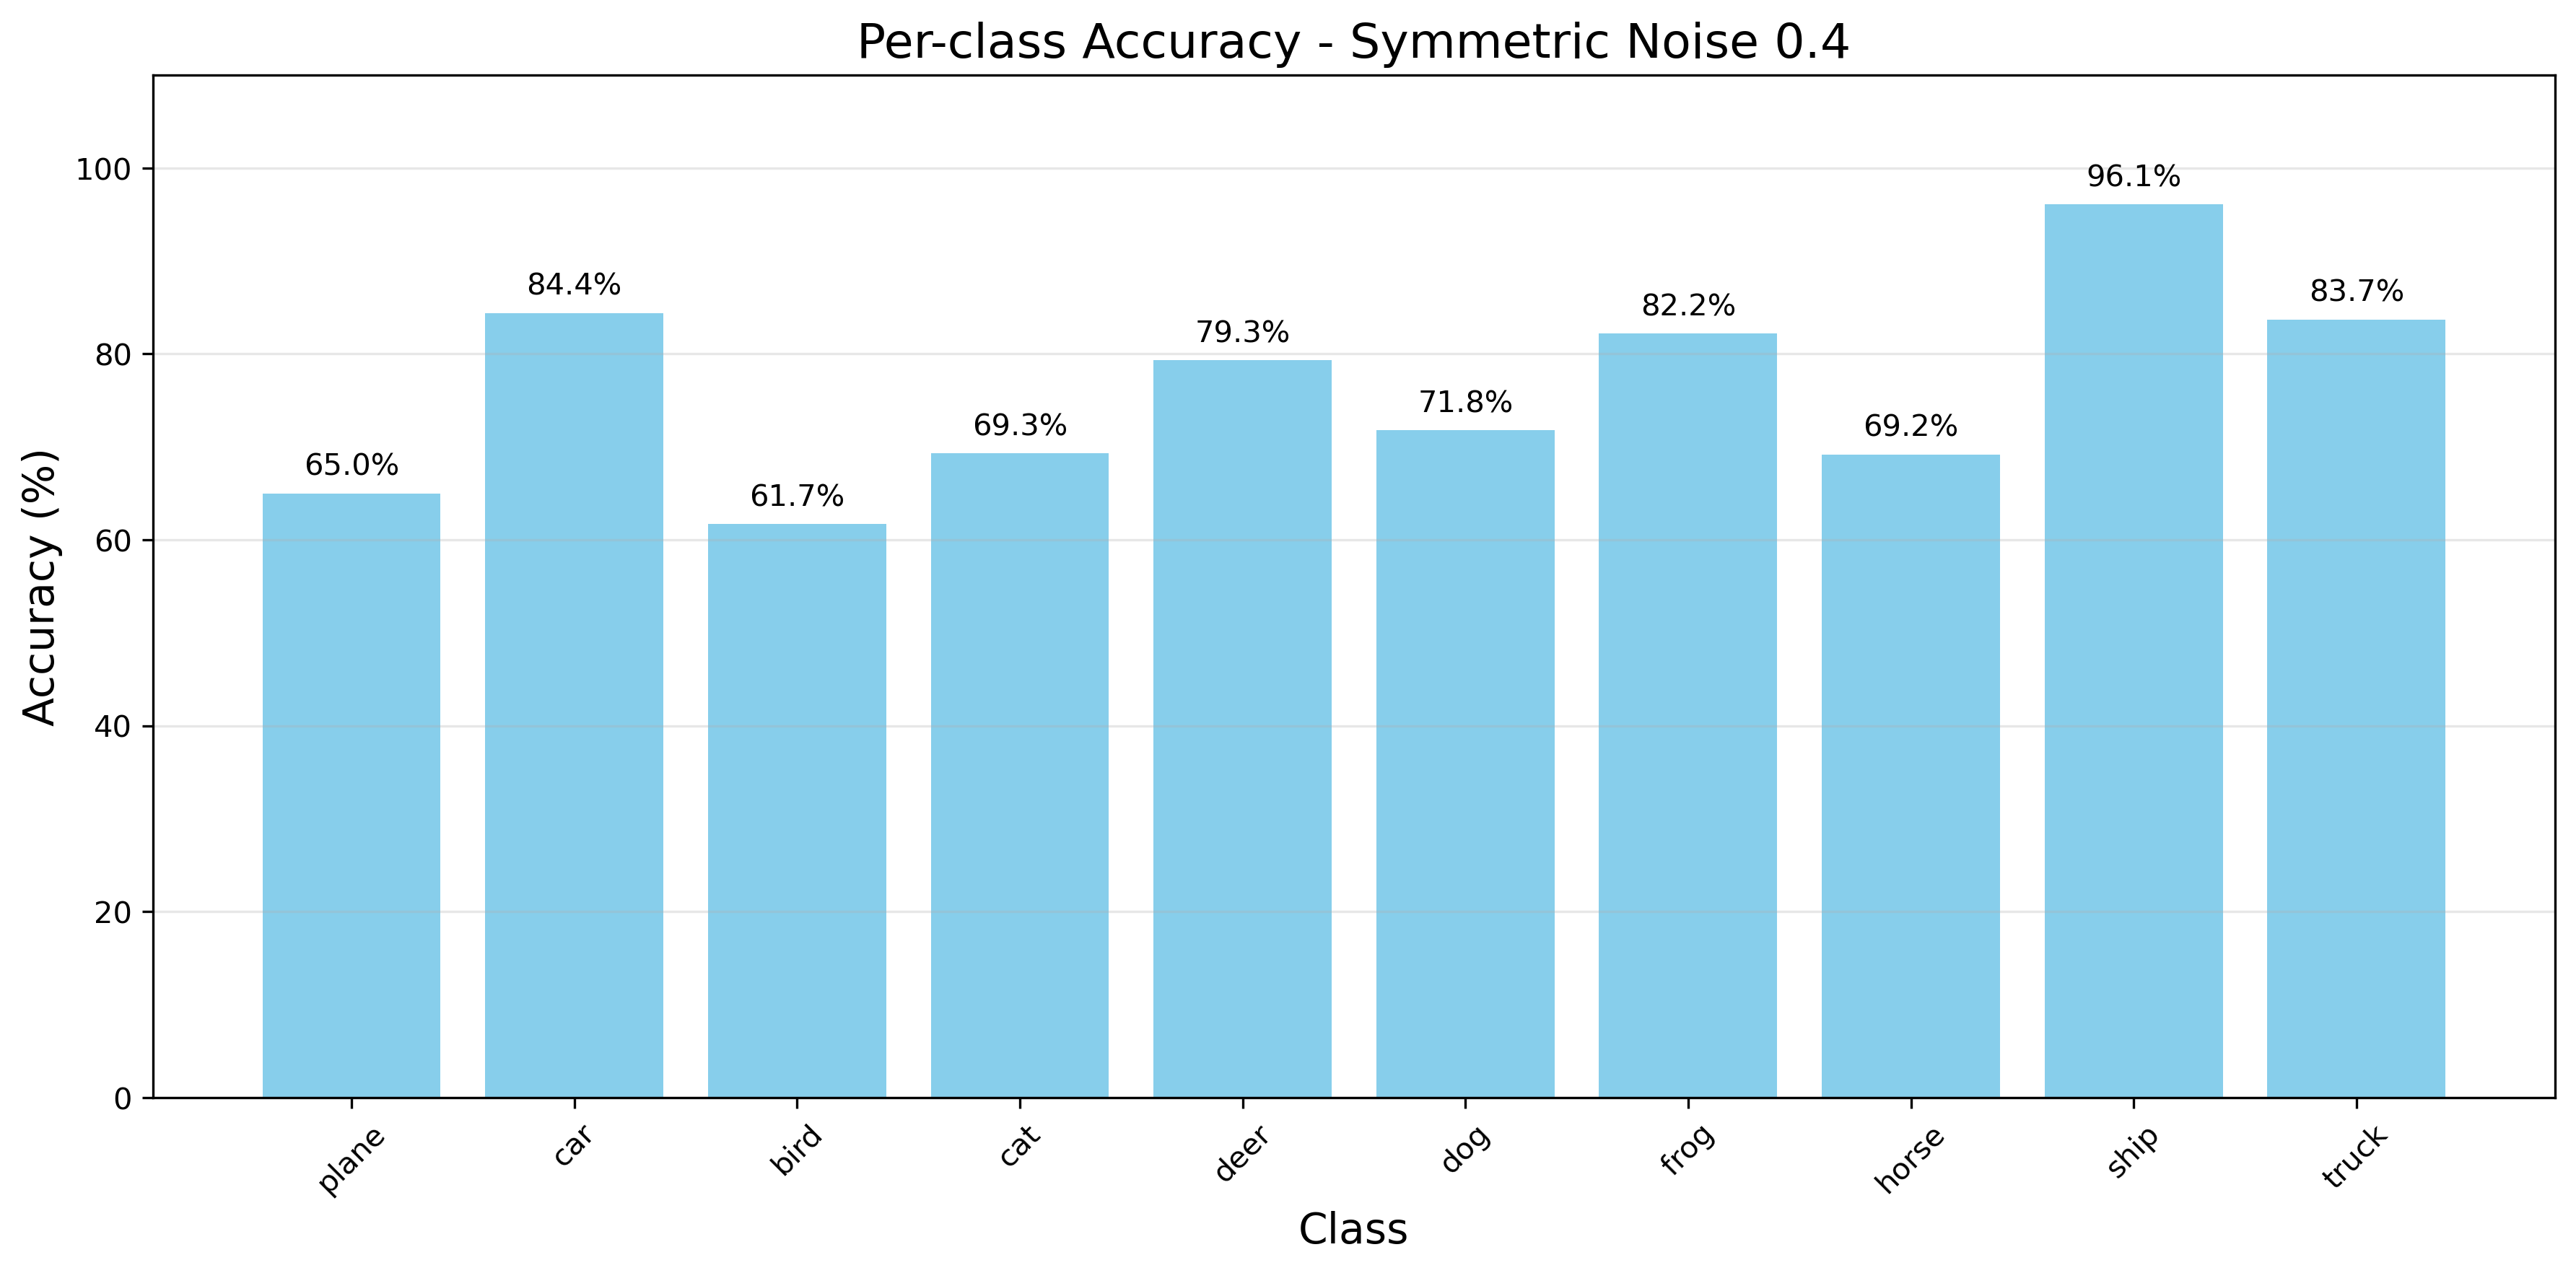 Per-class Accuracy - Symmetric Noise 0.4
Accuracy (%)
100
80
60
40
20
0
65.0%
84.4%
61.7%
69.3%
79.3%
71.8%
82.2%
69.2%
96.1%
83.7%
plane
car
bird
cat
deer
dog
frog
horse
ship
truck
Class